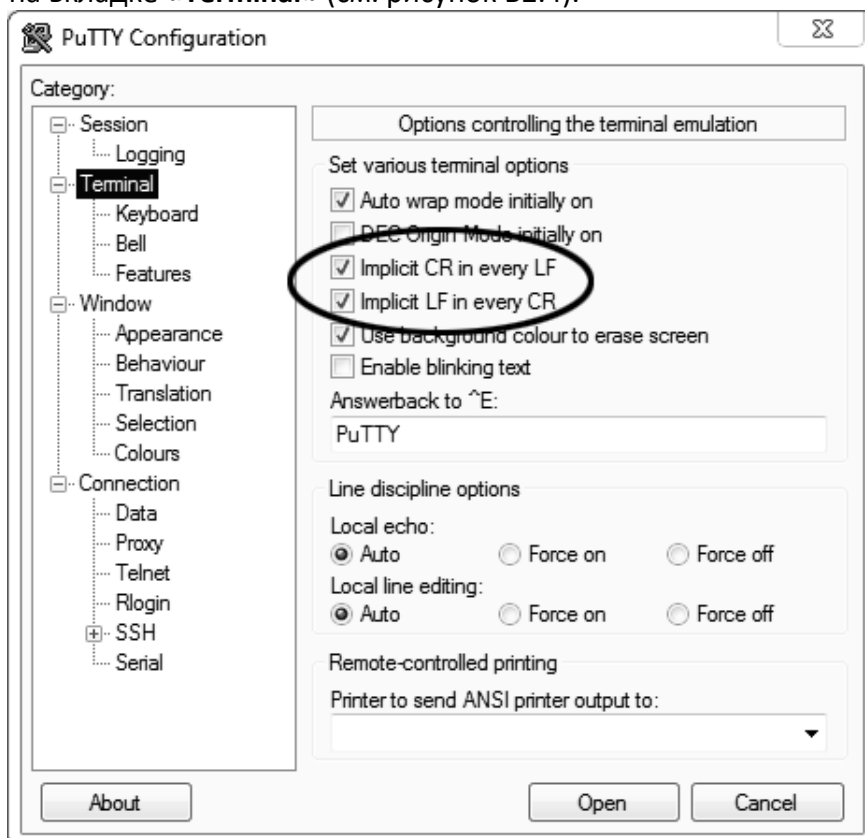 на вкладке «Terminal» (см. рисунок В2.4).
PuTTY Configuration
Category:
Session
Logging
Terminal
Keyboard
Bell
Features
Window
Appearance
Behaviour
Translation
Selection
Colours
Connection
Data
Proxy
Telnet
Rlogin
SSH
Serial
Options controlling the terminal emulation
Set various terminal options
Auto wrap mode initially on
DEC Origin Mode initially on
Implicit CR in every LF
Implicit LF in every CR
Use background colour to erase screen
Enable blinking text
Answerback to ^E:
PuTTY
Line discipline options
Local echo:
Auto Force on Force off
Local line editing:
Auto Force on Force off
Remote-controlled printing
Printer to send ANSI printer output to:
About Open Cancel